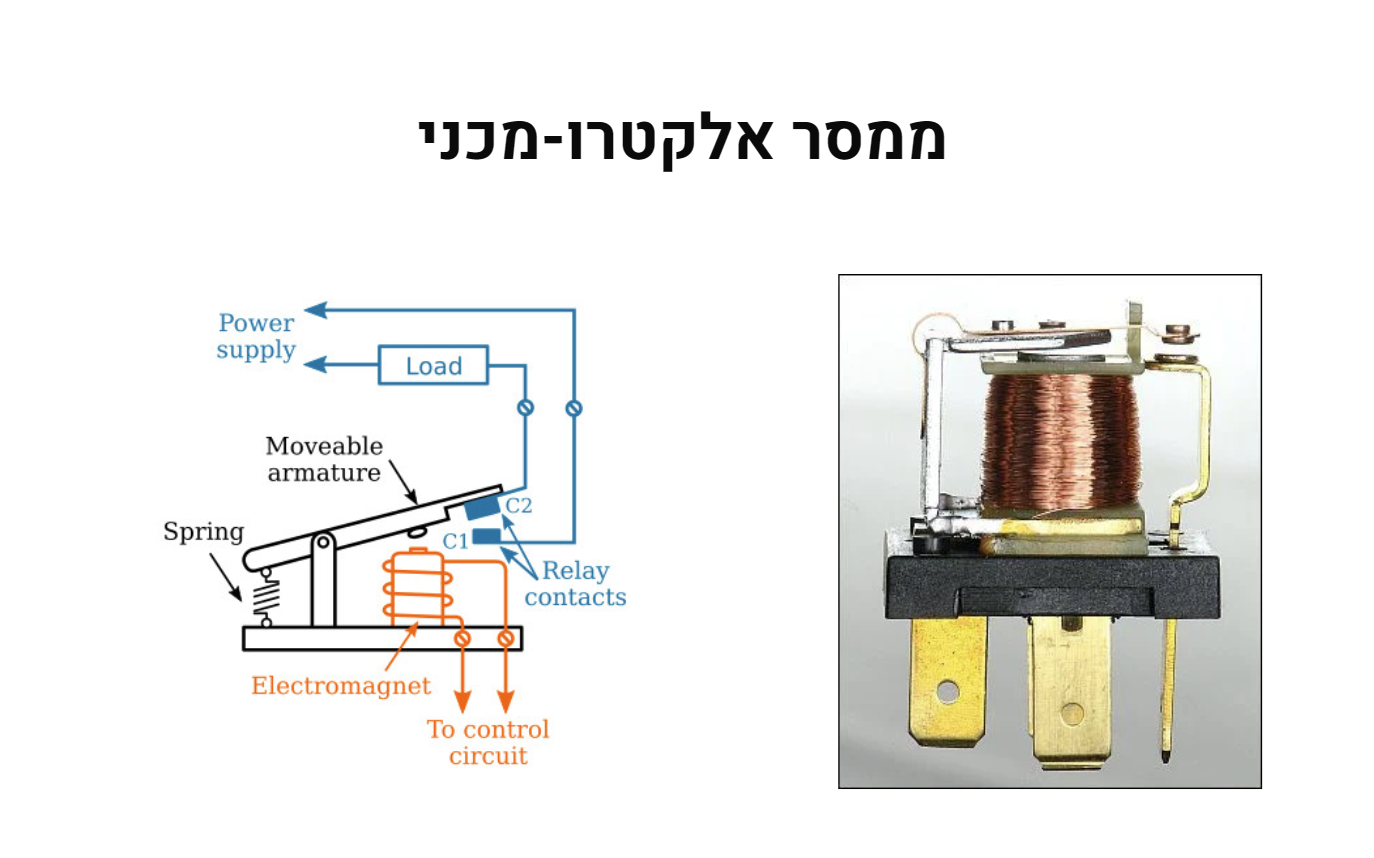 ממסר אלקטרו-מכני
Power
supply
Load
Moveable
armature
Spring
C2
C1
Relay
contacts
Electromagnet
To control
circuit